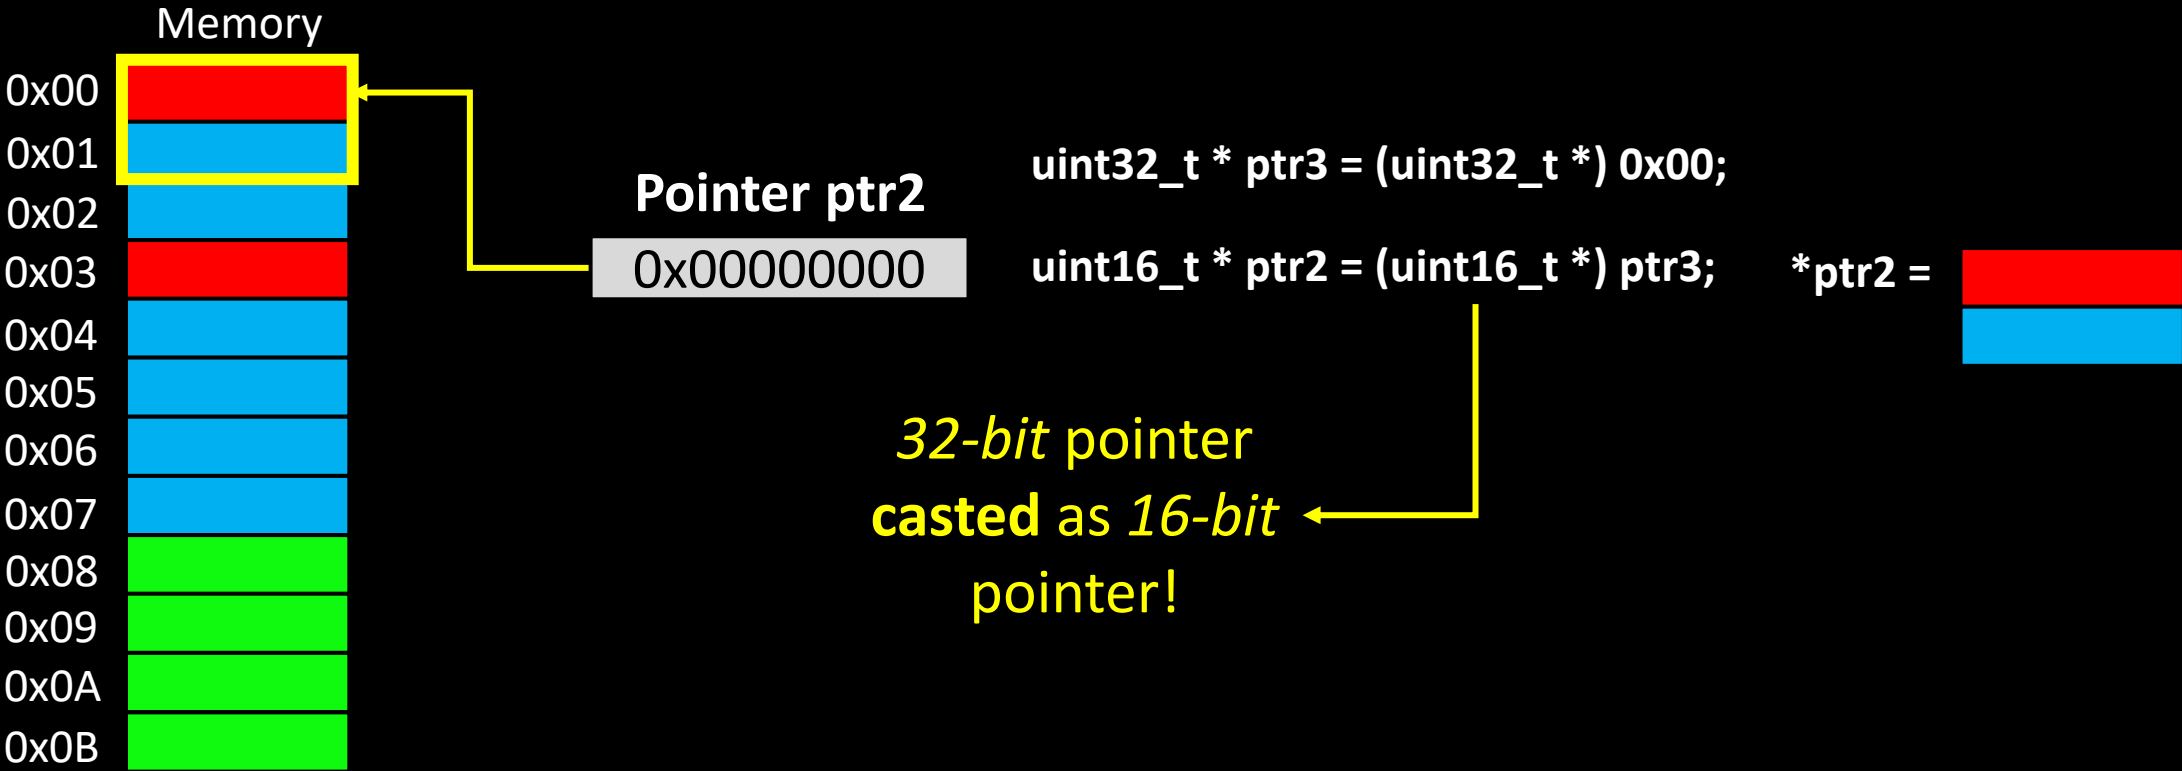 Memory
0x00
0x01
0x02
0x03
0x04
0x05
0x06
0x07
0x08
0x09
0x0A
0x0B
Pointer ptr2
0x00000000
uint32_t * ptr3 = (uint32_t *) 0x00;
uint16_t * ptr2 = (uint16_t *) ptr3;
*ptr2 =
32-bit pointer
casted as 16-bit
pointer!